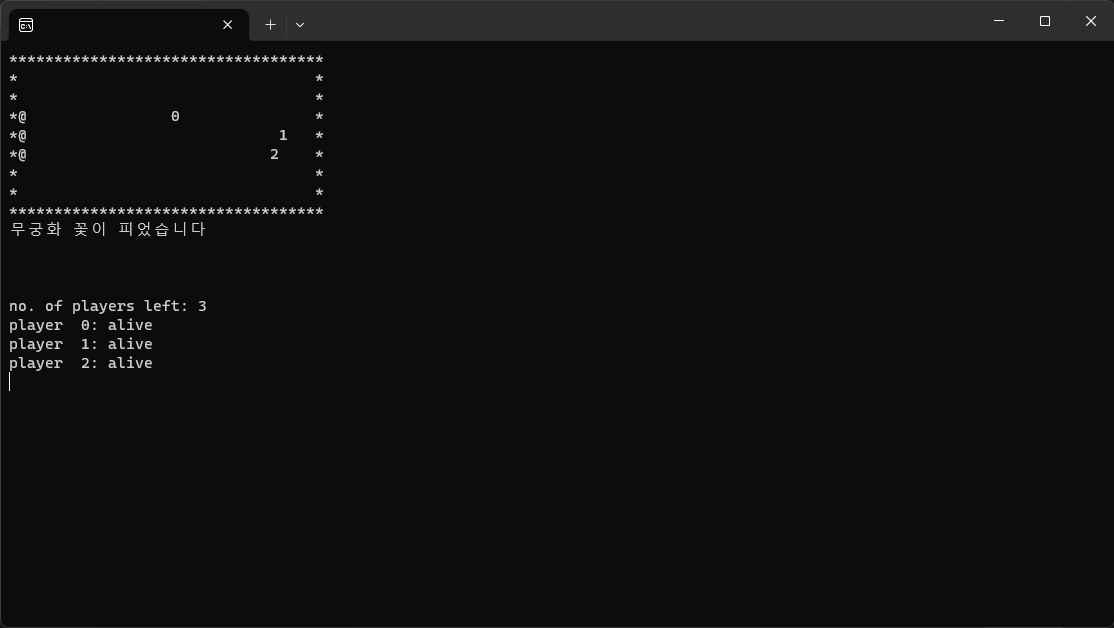 ***********************************
*                                 *
*                                 *
*@                0               *
*@                            1   *
*@                           2    *
*                                 *
*                                 *
***********************************
무궁화 꽃이 피었습니다
no. of players left: 3
player  0: alive
player  1: alive
player  2: alive